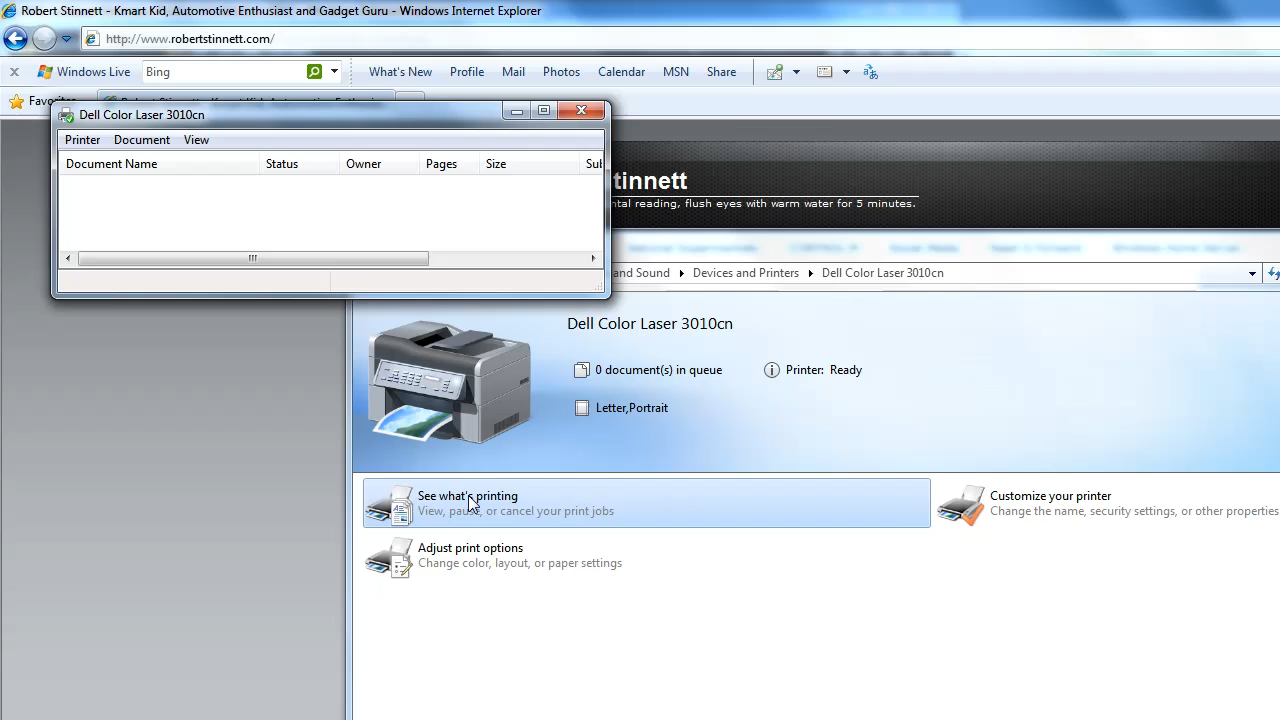 Robert Stinnett - Kmart Kid, Automotive Enthusiast and Gadget Guru - Windows Internet Explorer
http://www.robertstinnett.com/
Windows Live Bing What's New Profile Mail Photos Calendar MSN Share
Dell Color Laser 3010cn
Printer Document View
Document Name Status Owner Pages Size Sub
tinnett
ntal reading, flush eyes with warm water for 5 minutes.
and Sound Devices and Printers Dell Color Laser 3010cn
Dell Color Laser 3010cn
0 document(s) in queue Printer: Ready
Letter,Portrait
See what's printing
View, pause, or cancel your print jobs
Customize your printer
Change the name, security settings, or other properties
Adjust print options
Change color, layout, or paper settings